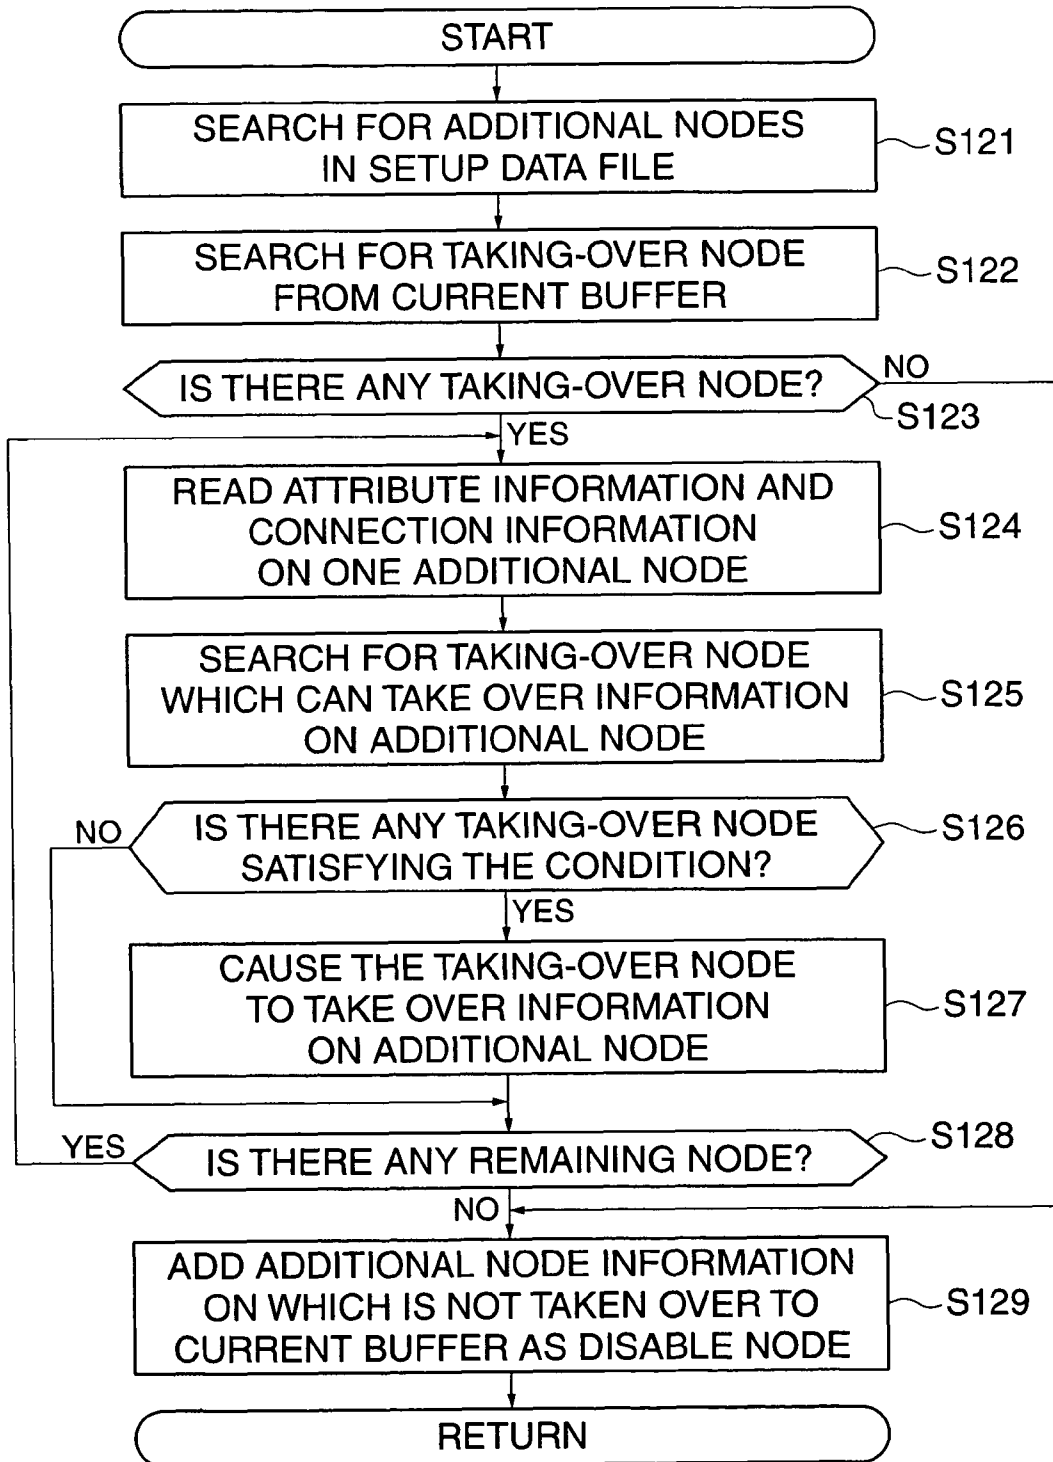 START
SEARCH FOR ADDITIONAL NODES
IN SETUP DATA FILE
S121
SEARCH FOR TAKING-OVER NODE
FROM CURRENT BUFFER
S122
IS THERE ANY TAKING-OVER NODE?
NO
S123
YES
READ ATTRIBUTE INFORMATION AND
CONNECTION INFORMATION
ON ONE ADDITIONAL NODE
S124
SEARCH FOR TAKING-OVER NODE
WHICH CAN TAKE OVER INFORMATION
ON ADDITIONAL NODE
S125
NO
IS THERE ANY TAKING-OVER NODE
SATISFYING THE CONDITION?
S126
YES
CAUSE THE TAKING-OVER NODE
TO TAKE OVER INFORMATION
ON ADDITIONAL NODE
S127
YES
IS THERE ANY REMAINING NODE?
S128
NO
ADD ADDITIONAL NODE INFORMATION
ON WHICH IS NOT TAKEN OVER TO
CURRENT BUFFER AS DISABLE NODE
S129
RETURN